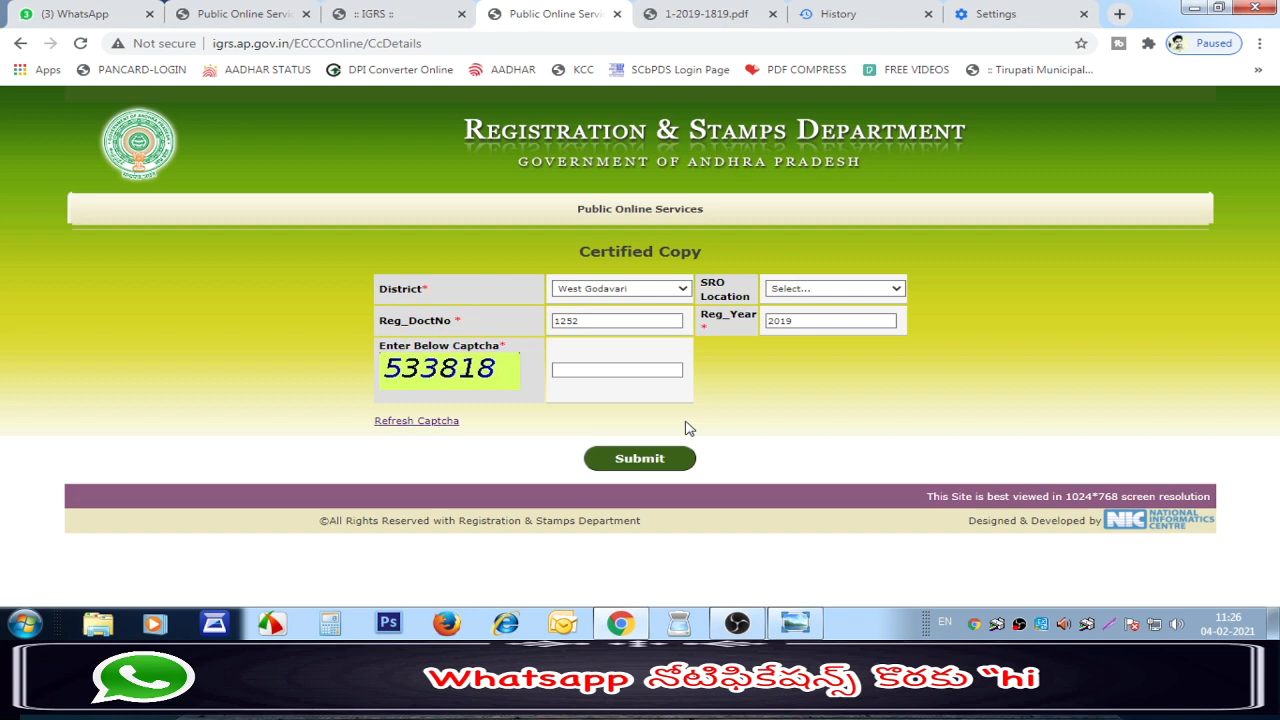 (3) WhatsApp
Public Online Servic
:: IGRS ::
Public Online Servic
1-2019-1819.pdf
History
Settings
Not secure | igrs.ap.gov.in/ECCCOnline/CcDetails
Paused
Apps
PANCARD-LOGIN
AADHAR STATUS
DPI Converter Online
AADHAR
KCC
SCbPDS Login Page
PDF COMPRESS
FREE VIDEOS
:: Tirupati Municipal...
»
REGISTRATION & STAMPS DEPARTMENT
GOVERNMENT OF ANDHRA PRADESH
Public Online Services
Certified Copy
District*
West Godavari
SRO Location
Select...
Reg_DoctNo *
1252
Reg_Year *
2019
Enter Below Captcha*
533818
Refresh Captcha
Submit
This Site is best viewed in 1024*768 screen resolution
©All Rights Reserved with Registration & Stamps Department
Designed & Developed by NIC NATIONAL INFORMATICS CENTRE
Ps
EN
11:26
04-02-2021
Whatsapp నోటిఫికేషన్స్ కొరకు “hi